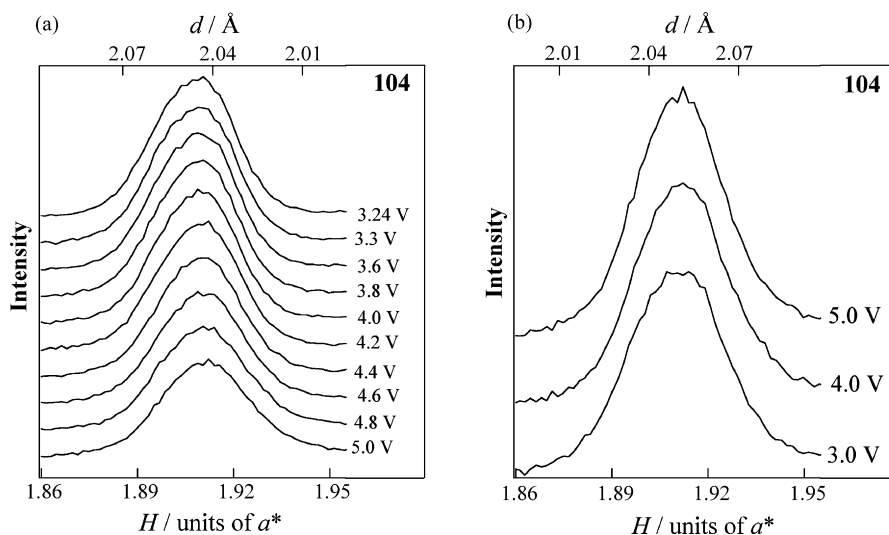 (a)
d / Å
2.07 2.04 2.01
104
Intensity
3.24 V
3.3 V
3.6 V
3.8 V
4.0 V
4.2 V
4.4 V
4.6 V
4.8 V
5.0 V
1.86 1.89 1.92 1.95
H / units of a*
(b)
d / Å
2.01 2.04 2.07
104
Intensity
5.0 V
4.0 V
3.0 V
1.86 1.89 1.92 1.95
H / units of a*